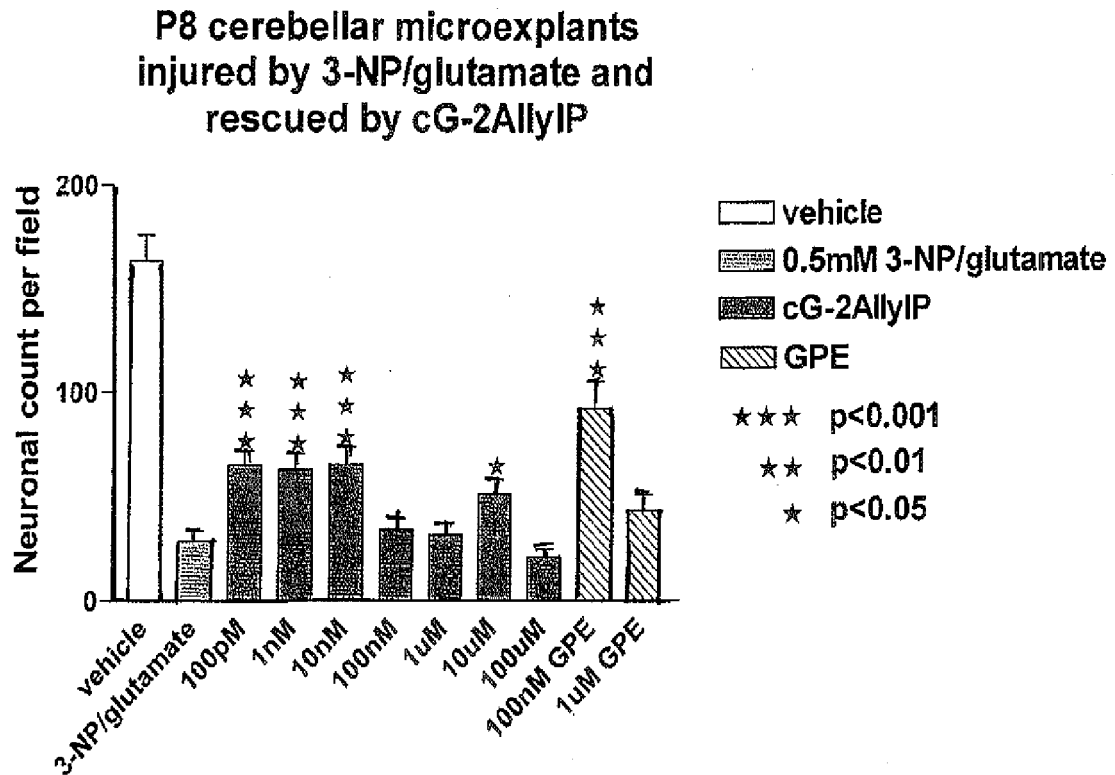 P8 cerebellar microexplants
injured by 3-NP/glutamate and
rescued by cG-2AllylP
Neuronal count per field
200
100
0
vehicle
3-NP/glutamate
100pM
1nM
10nM
100nM
1uM
10uM
100uM
100nM GPE
1uM GPE
vehicle
0.5mM 3-NP/glutamate
cG-2AllylP
GPE
★★★ p<0.001
★★ p<0.01
★ p<0.05